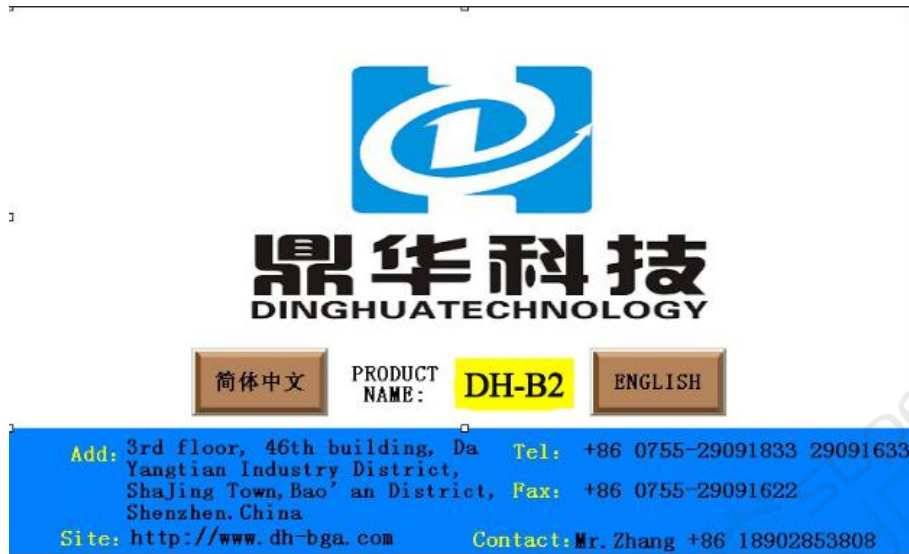 鼎华科技
DINGHUATECHNOLOGY
简体中文
PRODUCT
NAME:
DH-B2
ENGLISH
Add: 3rd floor, 46th building, Da
Yangtian Industry District,
ShaJing Town,Bao' an District,
Shenzhen.China
Tel: +86 0755-29091833 29091633
Fax: +86 0755-29091622
Site: http://www.dh-bga.com
Contact:Mr.Zhang +86 18902853808